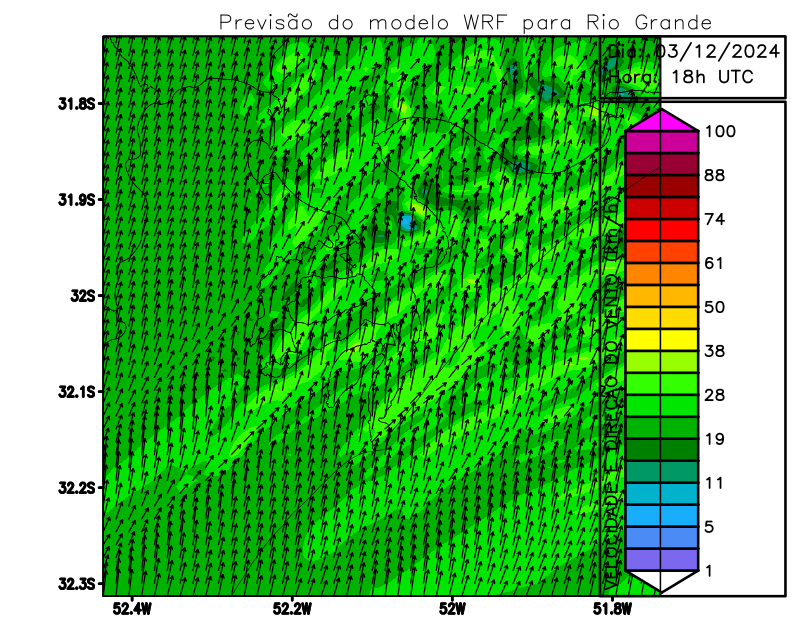 Previsão do modelo WRF para Rio Grande
Dia: 03/12/2024
Hora: 18h UTC
VELOCIDADE E DIREÇÃO DO VENTO (km/h)
100
88
74
61
50
38
28
19
11
5
1
31.8S
31.9S
32S
32.1S
32.2S
32.3S
52.4W
52.2W
52W
51.8W